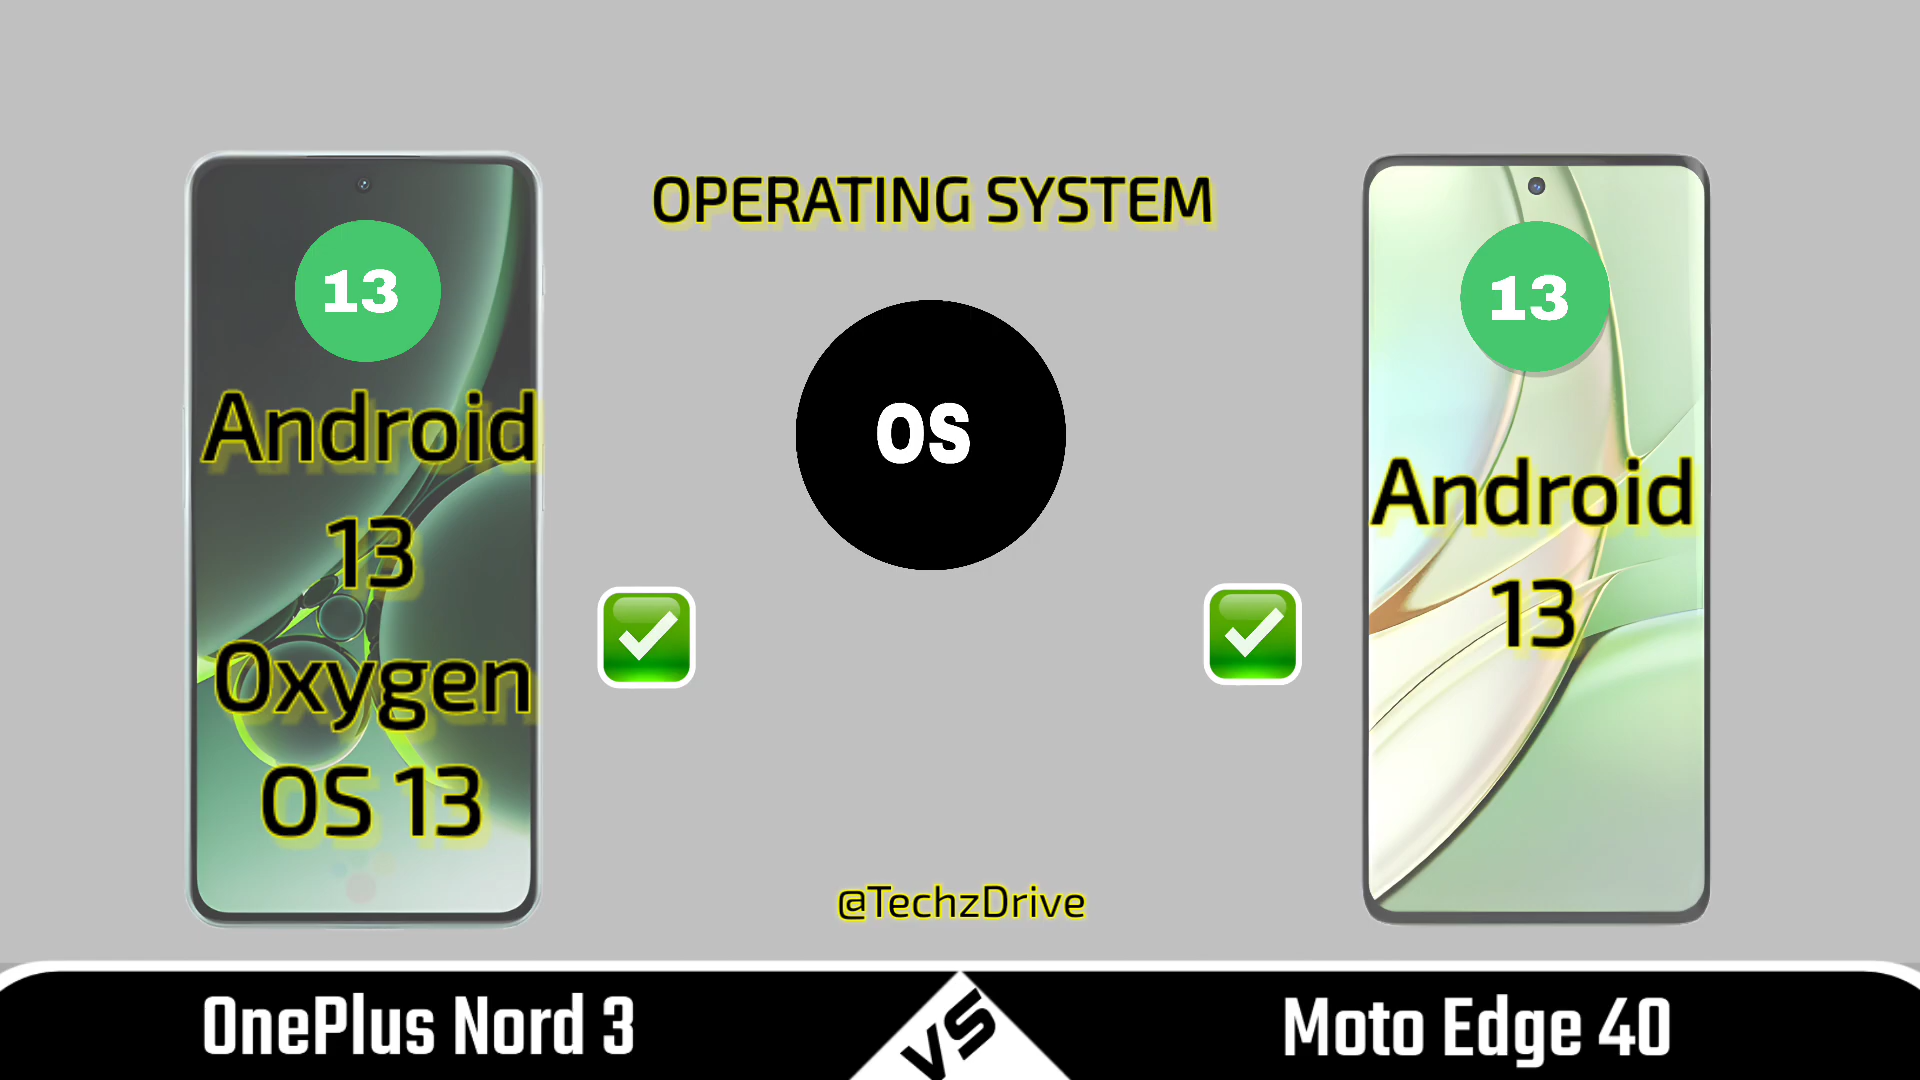 OPERATING SYSTEM
13
Android
13
Oxygen
OS 13
OS
13
Android
13
@TechzDrive
OnePlus Nord 3
VS
Moto Edge 40